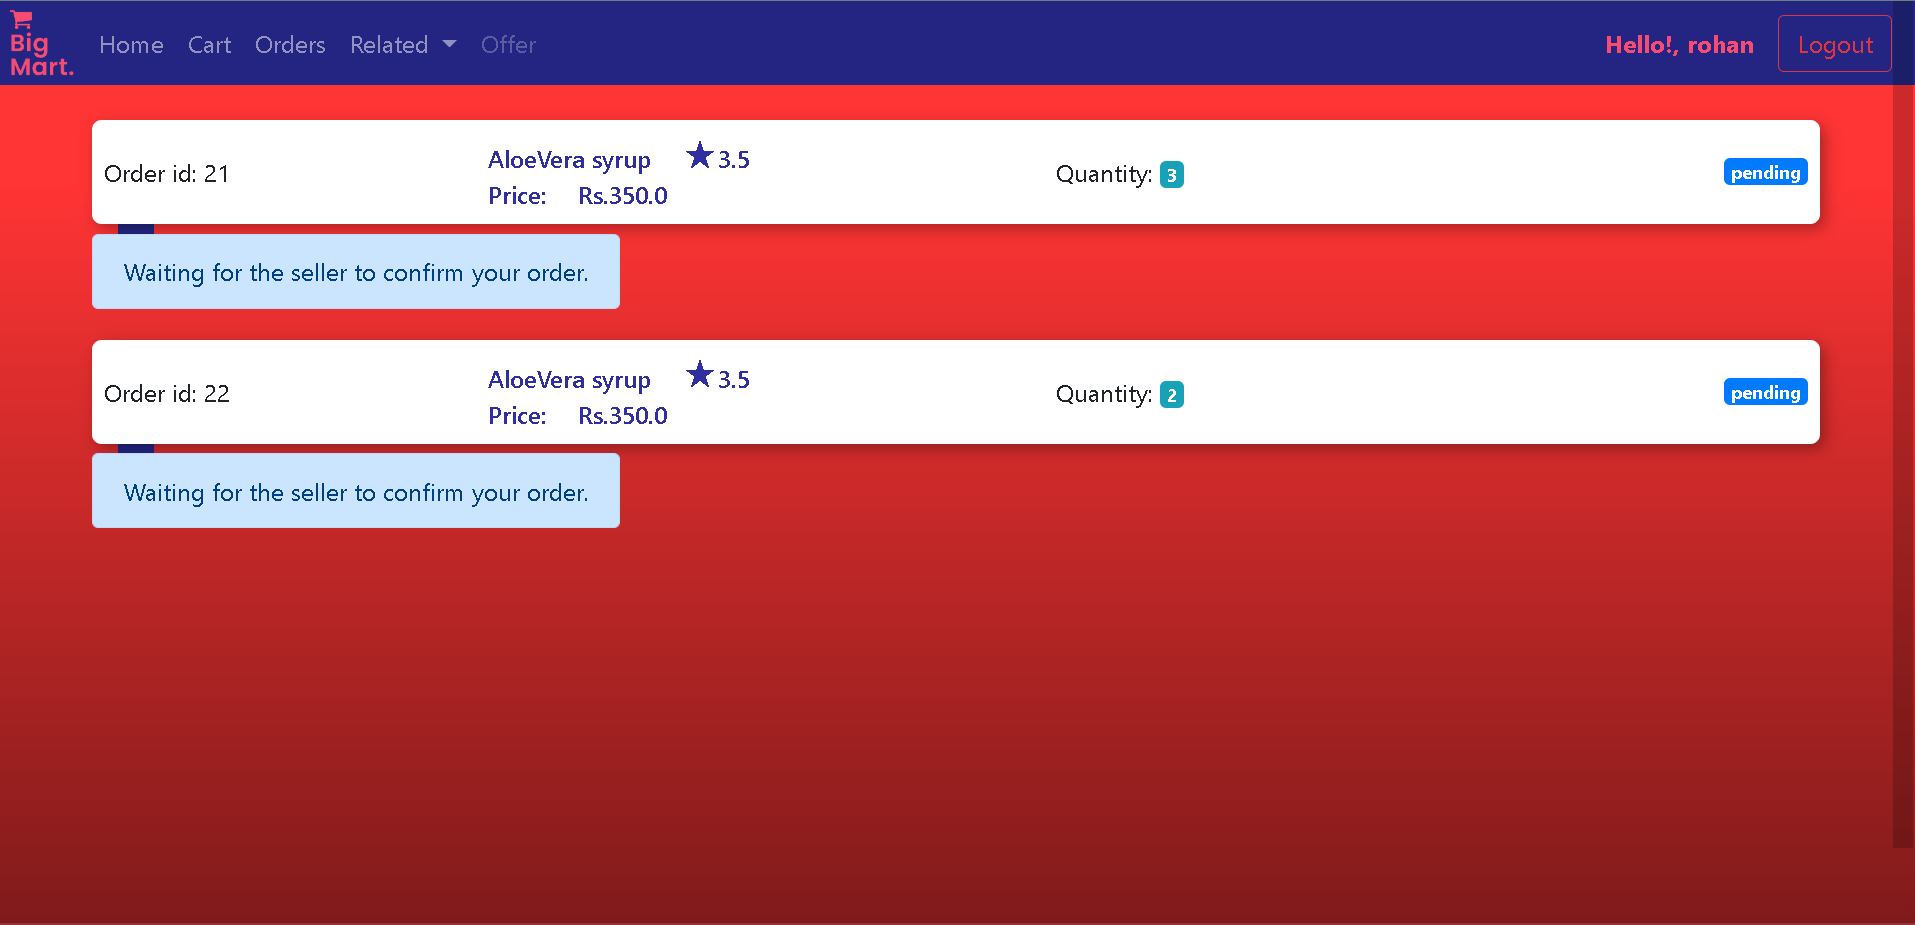 Big
Mart.
Home Cart Orders Related Offer Hello!, rohan Logout
Order id: 21 AloeVera syrup ★ 3.5 Quantity: 3 pending
Price: Rs.350.0
Waiting for the seller to confirm your order.
Order id: 22 AloeVera syrup ★ 3.5 Quantity: 2 pending
Price: Rs.350.0
Waiting for the seller to confirm your order.